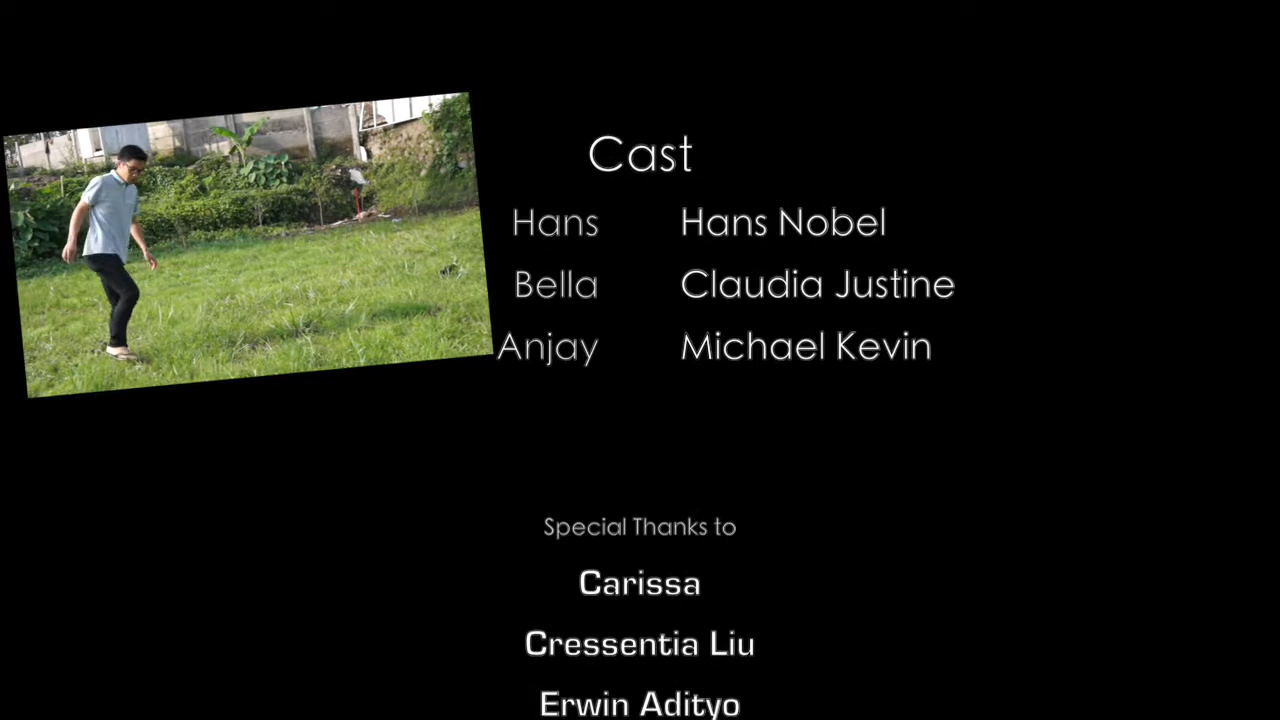 Cast
Hans Hans Nobel
Bella Claudia Justine
Anjay Michael Kevin
Special Thanks to
Carissa
Cressentia Liu
Erwin Adityo